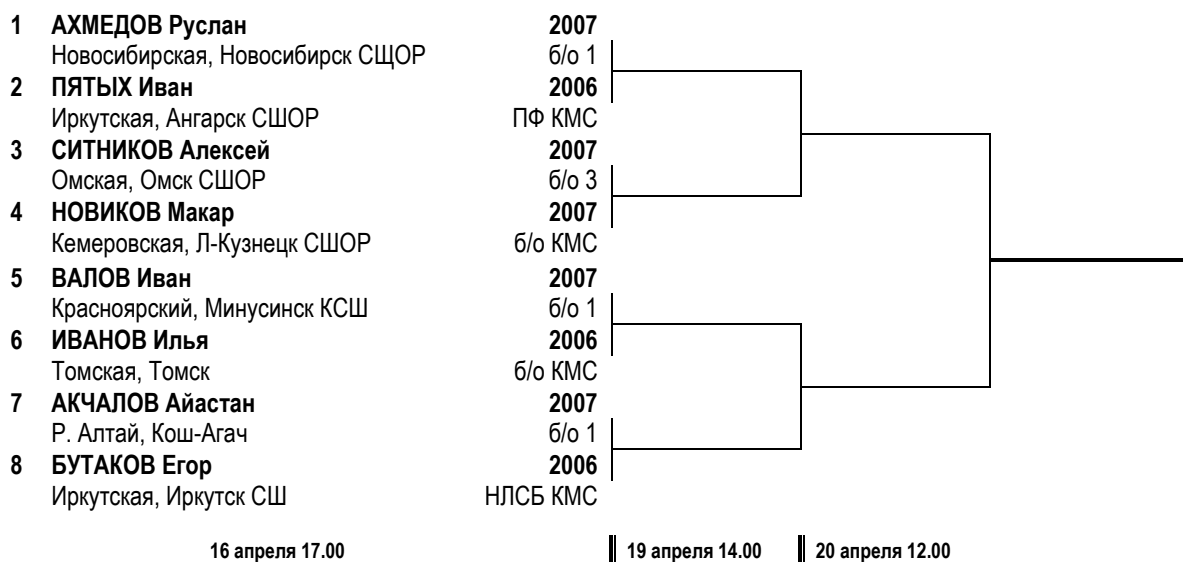 1 АХМЕДОВ Руслан 2007
Новосибирская, Новосибирск СЩОР б/о 1
2 ПЯТЫХ Иван 2006
Иркутская, Ангарск СШОР ПФ КМС
3 СИТНИКОВ Алексей 2007
Омская, Омск СШОР б/о 3
4 НОВИКОВ Макар 2007
Кемеровская, Л-Кузнецк СШОР б/о КМС
5 ВАЛОВ Иван 2007
Красноярский, Минусинск КСШ б/о 1
6 ИВАНОВ Илья 2006
Томская, Томск б/о КМС
7 АКЧАЛОВ Айастан 2007
Р. Алтай, Кош-Агач б/о 1
8 БУТАКОВ Егор 2006
Иркутская, Иркутск СШ НЛСБ КМС
16 апреля 17.00 19 апреля 14.00 20 апреля 12.00